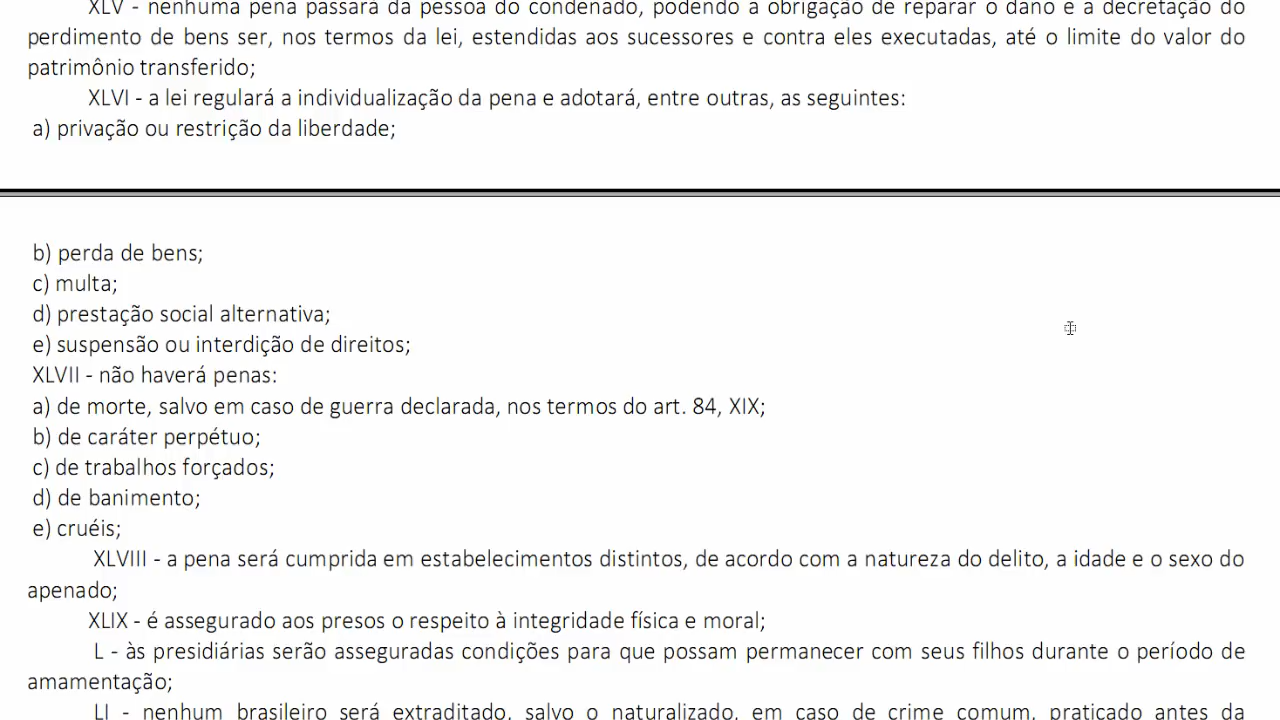 XLV - nenhuma pena passará da pessoa do condenado, podendo a obrigação de reparar o dano e a decretação do
perdimento de bens ser, nos termos da lei, estendidas aos sucessores e contra eles executadas, até o limite do valor do
patrimônio transferido;
XLVI - a lei regulará a individualização da pena e adotará, entre outras, as seguintes:
a) privação ou restrição da liberdade;
b) perda de bens;
c) multa;
d) prestação social alternativa;
e) suspensão ou interdição de direitos;
XLVII - não haverá penas:
a) de morte, salvo em caso de guerra declarada, nos termos do art. 84, XIX;
b) de caráter perpétuo;
c) de trabalhos forçados;
d) de banimento;
e) cruéis;
XLVIII - a pena será cumprida em estabelecimentos distintos, de acordo com a natureza do delito, a idade e o sexo do
apenado;
XLIX - é assegurado aos presos o respeito à integridade física e moral;
L - às presidiárias serão asseguradas condições para que possam permanecer com seus filhos durante o período de
amamentação;
LI - nenhum brasileiro será extraditado, salvo o naturalizado, em caso de crime comum, praticado antes da